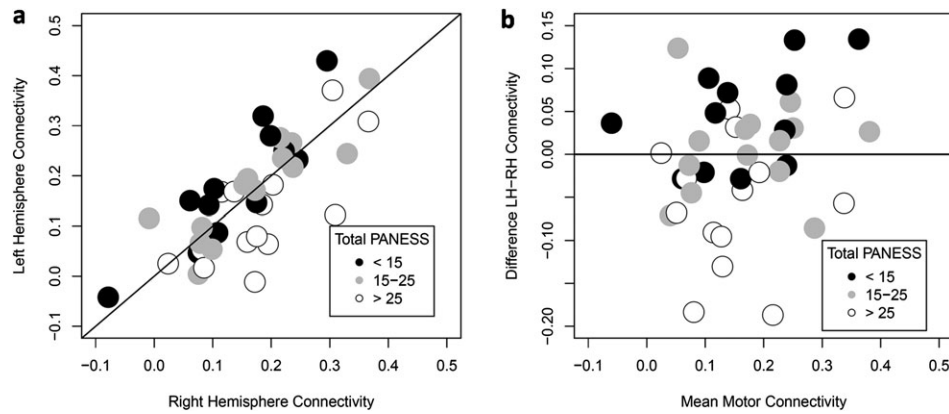 a
Left Hemisphere Connectivity
0.5
0.4
0.3
0.2
0.1
0.0
−0.1
Total PANESS
< 15
15−25
> 25
−0.1 0.0 0.1 0.2 0.3 0.4 0.5
Right Hemisphere Connectivity
b
Difference LH−RH Connectivity
0.15
0.10
0.05
0.00
−0.10
−0.20
Total PANESS
< 15
15−25
> 25
−0.1 0.0 0.1 0.2 0.3 0.4 0.5
Mean Motor Connectivity